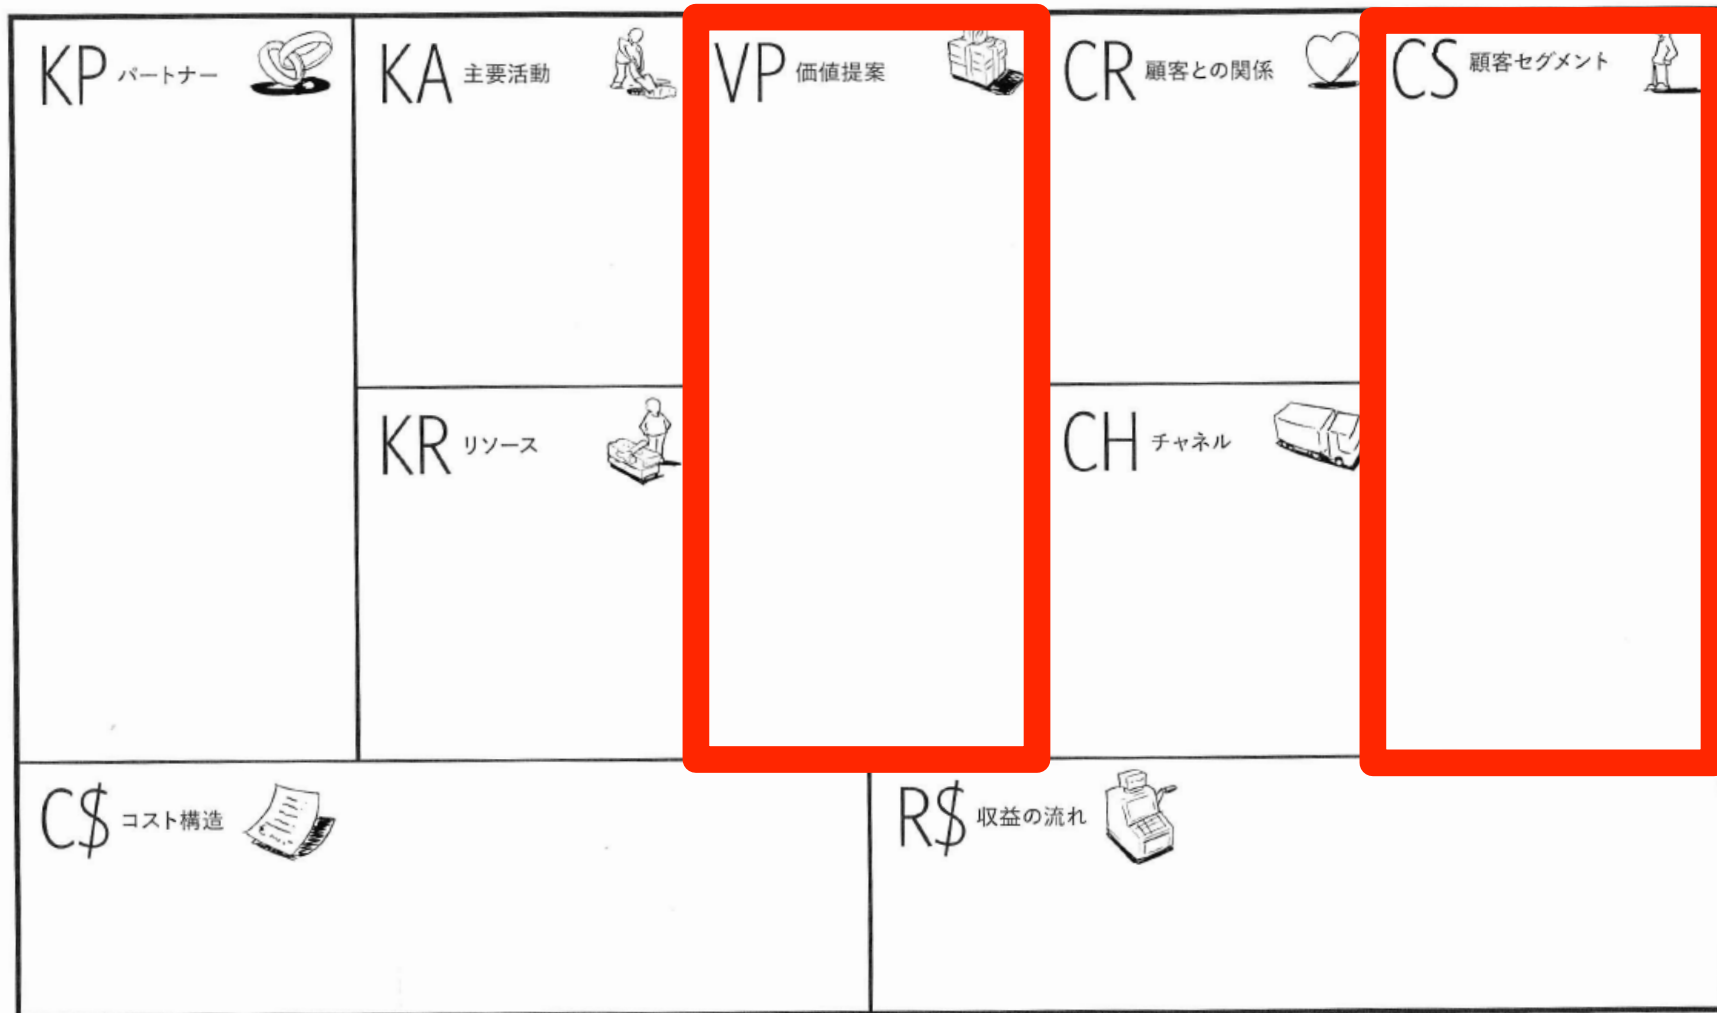 KP パートナー
KA 主要活動
VP 価値提案
CR 顧客との関係
CS 顧客セグメント
KR リソース
CH チャネル
C$ コスト構造
R$ 収益の流れ